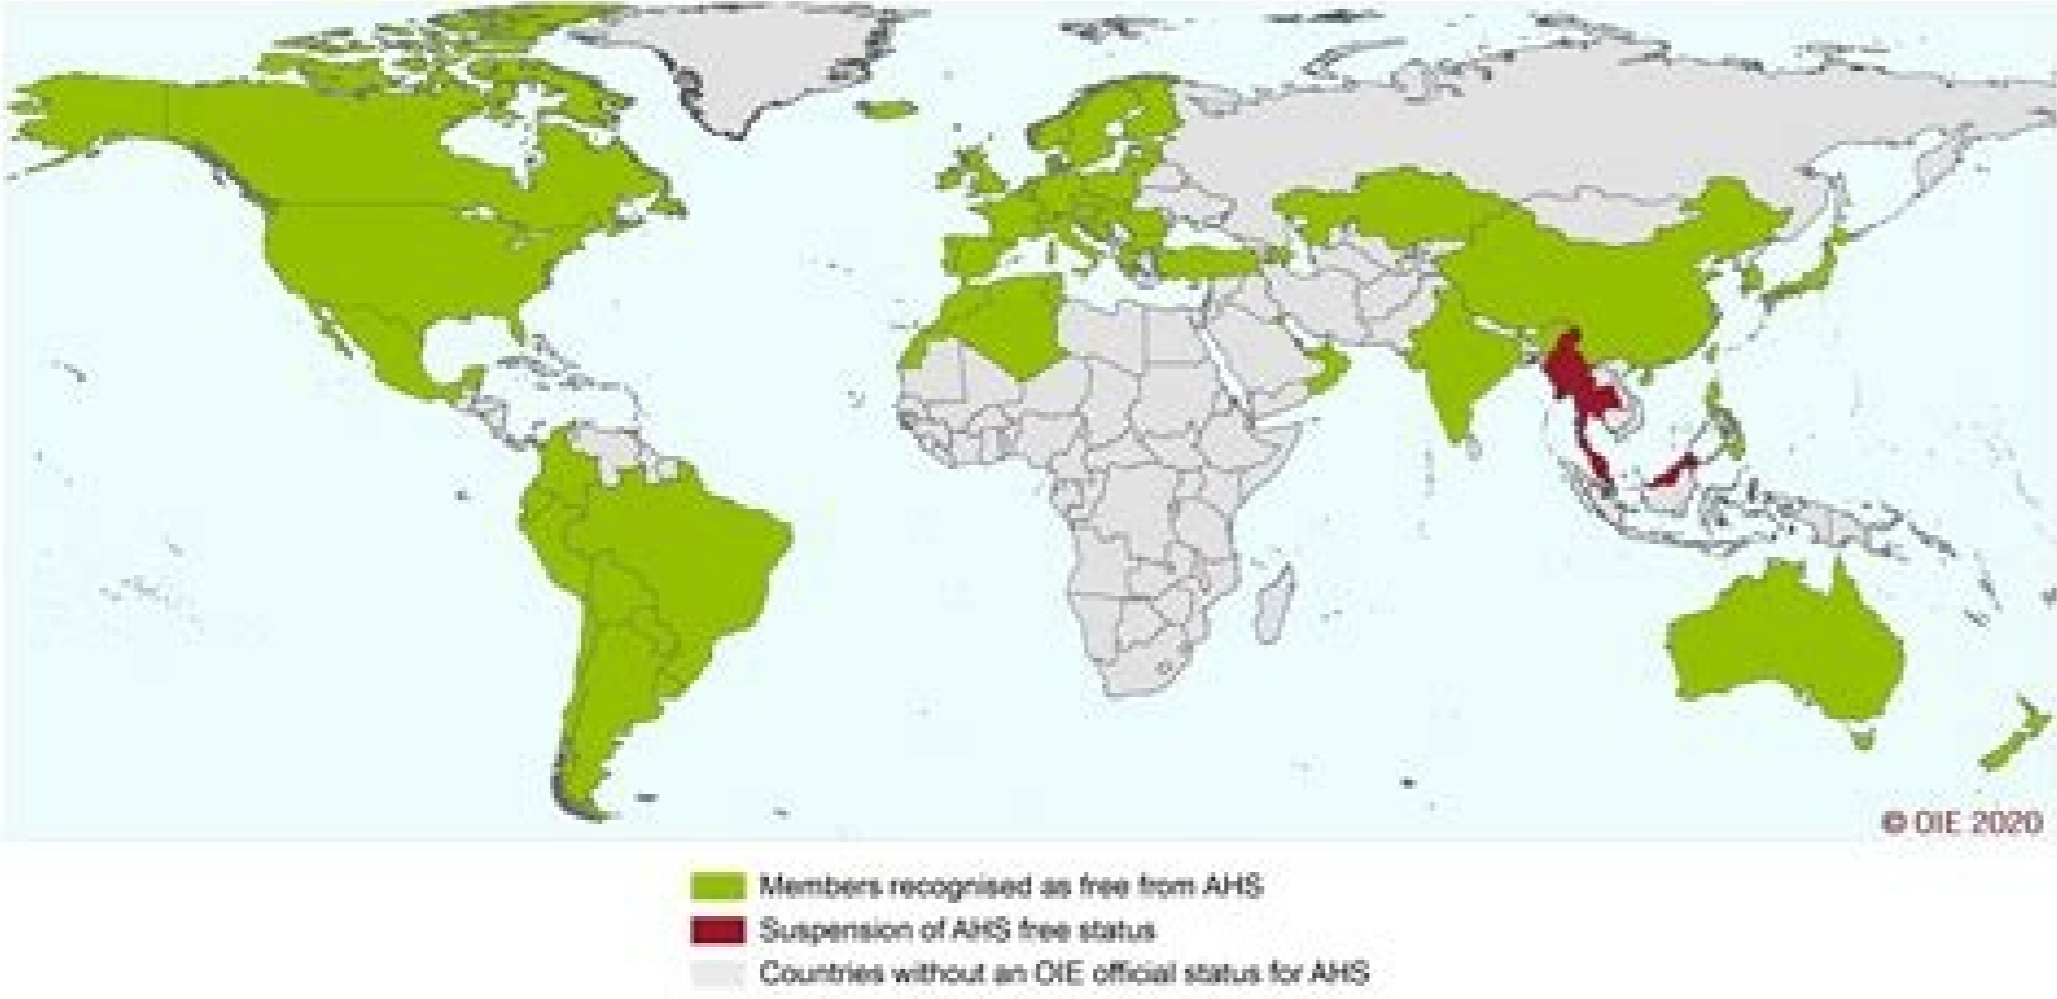 © OIE 2020
Members recognised as free from AHS
Suspension of AHS free status
Countries without an OIE official status for AHS